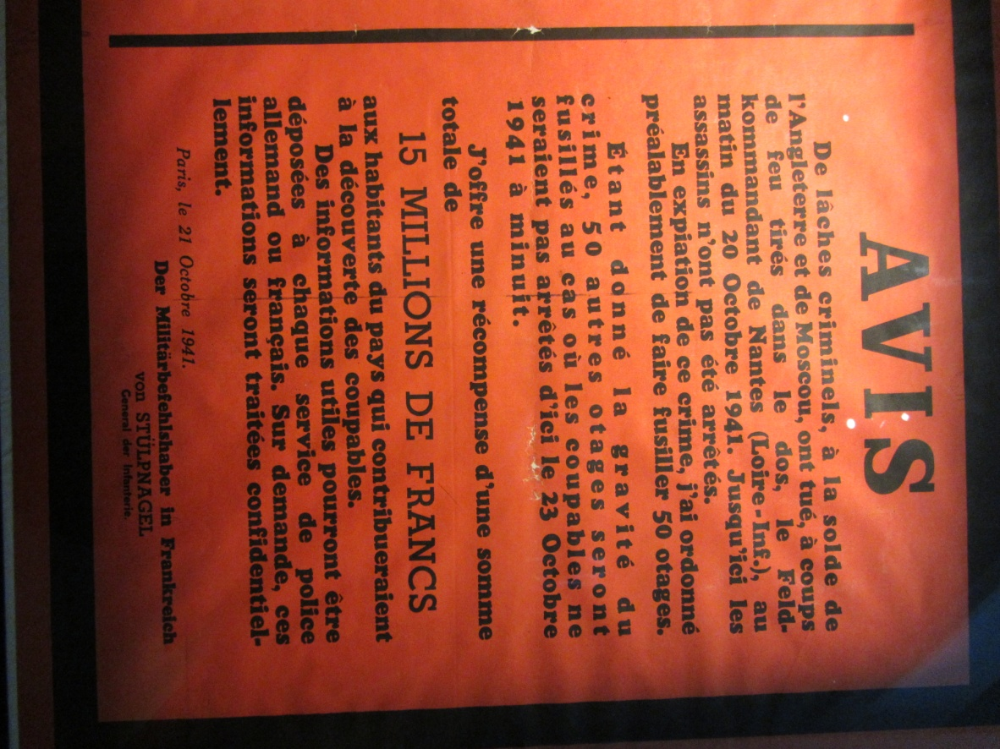 AVIS
De lâches criminels, à la solde de
l'Angleterre et de Moscou, ont tué, à coups
de feu tirés dans le dos, le Feld-
kommandant de Nantes (Loire-Inf.), au
matin du 20 Octobre 1941. Jusqu'ici les
assassins n'ont pas été arrêtés.
En expiation de ce crime, j'ai ordonné
préalablement de faire fusiller 50 otages.
Etant donné la gravité du
crime, 50 autres otages seront
fusillés au cas où les coupables ne
seraient pas arrêtés d'ici le 23 Octobre
1941 à minuit.
J'offre une récompense d'une somme
totale de
15 MILLIONS DE FRANCS
aux habitants du pays qui contribueraient
à la découverte des coupables.
Des informations utiles pourront être
déposées à chaque service de police
allemand ou français. Sur demande, ces
informations seront traitées confidentiel-
lement.
Paris, le 21 Octobre 1941.
Der Militärbefehlshaber in Frankreich
von STÜLPNAGEL
General der Infanterie.